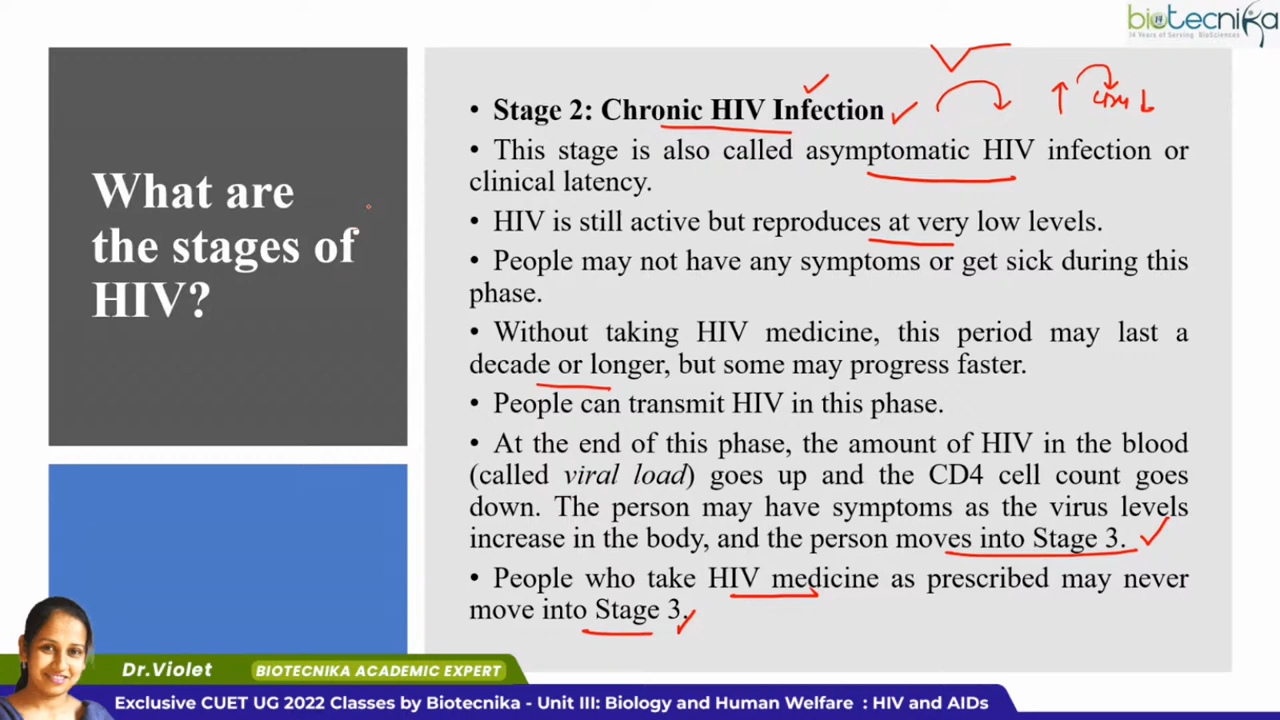 biotecnika
14 Years of Serving BioSciences
What are
the stages of
HIV?
• Stage 2: Chronic HIV Infection
• This stage is also called asymptomatic HIV infection or
clinical latency.
• HIV is still active but reproduces at very low levels.
• People may not have any symptoms or get sick during this
phase.
• Without taking HIV medicine, this period may last a
decade or longer, but some may progress faster.
• People can transmit HIV in this phase.
• At the end of this phase, the amount of HIV in the blood
(called viral load) goes up and the CD4 cell count goes
down. The person may have symptoms as the virus levels
increase in the body, and the person moves into Stage 3.
• People who take HIV medicine as prescribed may never
move into Stage 3.
Dr.Violet
BIOTECNIKA ACADEMIC EXPERT
Exclusive CUET UG 2022 Classes by Biotecnika - Unit III: Biology and Human Welfare : HIV and AIDs